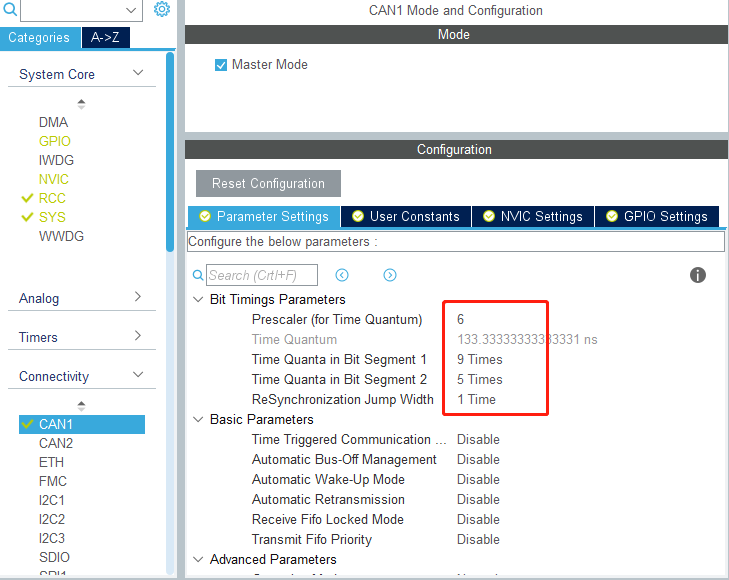 CAN1 Mode and Configuration
Categories
A->Z
System Core
DMA
GPIO
IWDG
NVIC
RCC
SYS
WWDG
Analog
Timers
Connectivity
CAN1
CAN2
ETH
FMC
I2C1
I2C2
I2C3
SDIO
Mode
Master Mode
Configuration
Reset Configuration
Parameter Settings
User Constants
NVIC Settings
GPIO Settings
Configure the below parameters :
Search (Crtl+F)
Bit Timings Parameters
Prescaler (for Time Quantum) 6
Time Quantum 133.33333333333331 ns
Time Quanta in Bit Segment 1 9 Times
Time Quanta in Bit Segment 2 5 Times
ReSynchronization Jump Width 1 Time
Basic Parameters
Time Triggered Communication ... Disable
Automatic Bus-Off Management Disable
Automatic Wake-Up Mode Disable
Automatic Retransmission Disable
Receive Fifo Locked Mode Disable
Transmit Fifo Priority Disable
Advanced Parameters